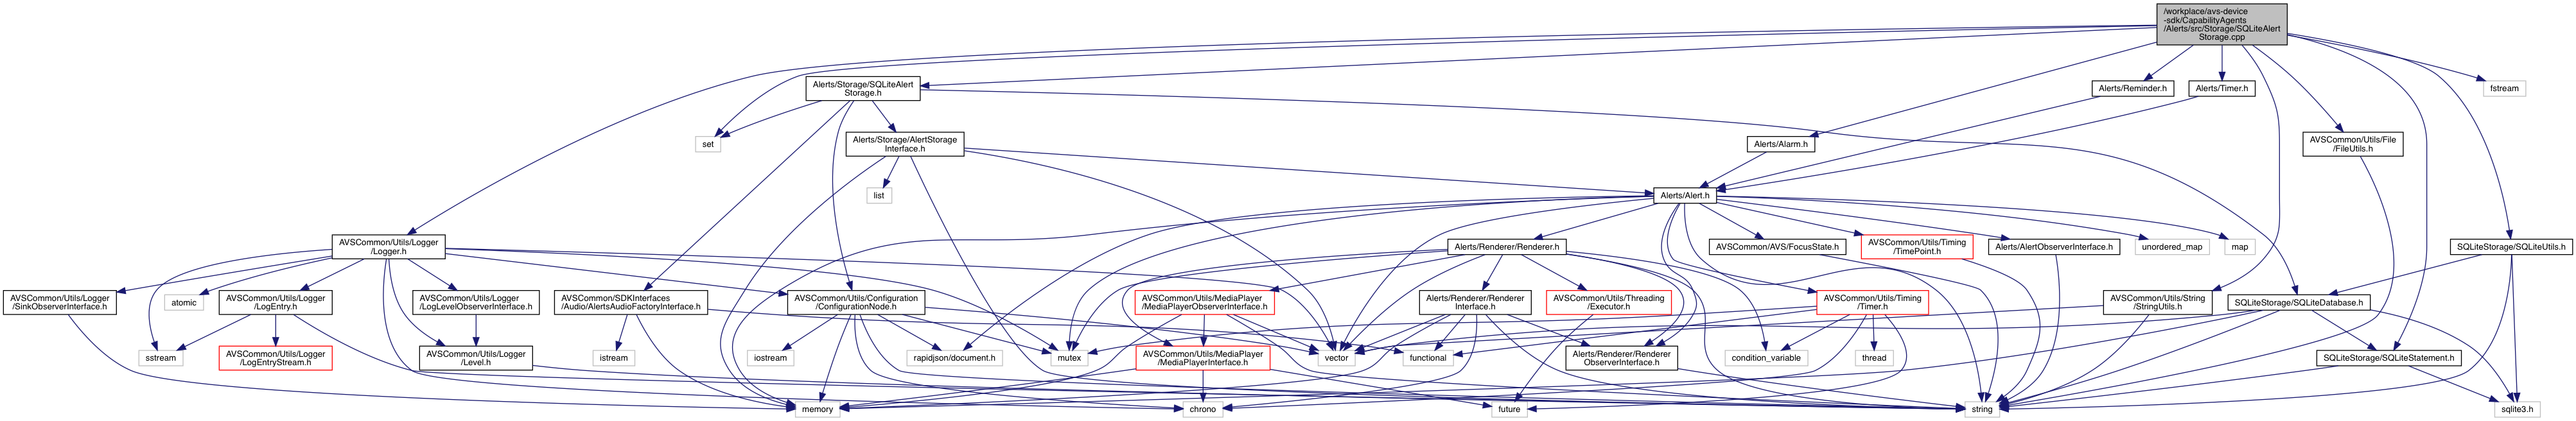 /workplace/avs-device
-sdk/CapabilityAgents
/Alerts/src/Storage/SQLiteAlert
Storage.cpp
Alerts/Storage/SQLiteAlert
Storage.h
Alerts/Reminder.h
Alerts/Timer.h
fstream
set
Alerts/Storage/AlertStorage
Interface.h
Alerts/Alarm.h
AVSCommon/Utils/File
/FileUtils.h
list
Alerts/Alert.h
AVSCommon/Utils/Logger
/Logger.h
Alerts/Renderer/Renderer.h
AVSCommon/AVS/FocusState.h
AVSCommon/Utils/Timing
/TimePoint.h
Alerts/AlertObserverInterface.h
unordered_map
map
SQLiteStorage/SQLiteUtils.h
AVSCommon/Utils/Logger
/SinkObserverInterface.h
atomic
AVSCommon/Utils/Logger
/LogEntry.h
AVSCommon/Utils/Logger
/LogLevelObserverInterface.h
AVSCommon/SDKInterfaces
/Audio/AlertsAudioFactoryInterface.h
AVSCommon/Utils/Configuration
/ConfigurationNode.h
AVSCommon/Utils/MediaPlayer
/MediaPlayerObserverInterface.h
Alerts/Renderer/Renderer
Interface.h
AVSCommon/Utils/Threading
/Executor.h
AVSCommon/Utils/Timing
/Timer.h
AVSCommon/Utils/String
/StringUtils.h
SQLiteStorage/SQLiteDatabase.h
sstream
AVSCommon/Utils/Logger
/LogEntryStream.h
AVSCommon/Utils/Logger
/Level.h
istream
iostream
rapidjson/document.h
mutex
AVSCommon/Utils/MediaPlayer
/MediaPlayerInterface.h
vector
functional
Alerts/Renderer/Renderer
ObserverInterface.h
condition_variable
thread
SQLiteStorage/SQLiteStatement.h
memory
chrono
future
string
sqlite3.h